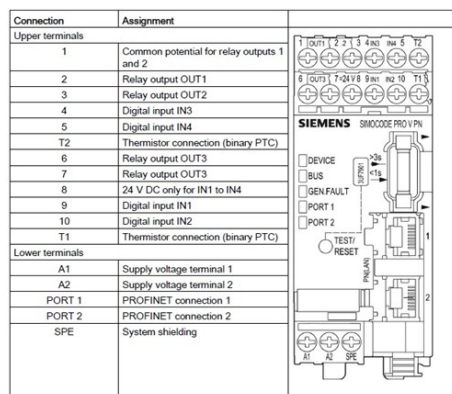 Connection Assignment
Upper terminals
1 Common potential for relay outputs 1 and 2
2 Relay output OUT1
3 Relay output OUT2
4 Digital input IN3
5 Digital input IN4
T2 Thermistor connection (binary PTC)
6 Relay output OUT3
7 Relay output OUT3
8 24 V DC only for IN1 to IN4
9 Digital input IN1
10 Digital input IN2
T1 Thermistor connection (binary PTC)
Lower terminals
A1 Supply voltage terminal 1
A2 Supply voltage terminal 2
PORT 1 PROFINET connection 1
PORT 2 PROFINET connection 2
SPE System shielding
1 OUT1 2 2 3 4 IN3 IN4 5 T2
6 OUT3 7 =24 V 8 9 IN1 IN2 10 T1
SIEMENS SIMOCODE PRO V PN
DEVICE
BUS
GEN.FAULT
PORT 1
PORT 2
>3s
<1s
TEST/
RESET
PN(LAN)
1
2
A1 A2 SPE